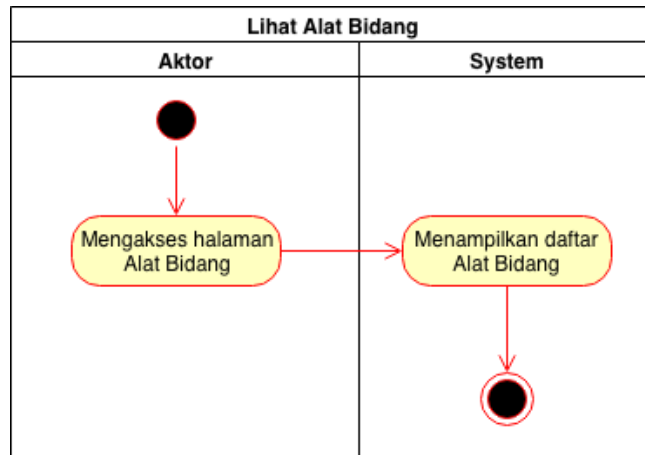 Lihat Alat Bidang
Aktor
System
Mengakses halaman
Alat Bidang
Menampilkan daftar
Alat Bidang